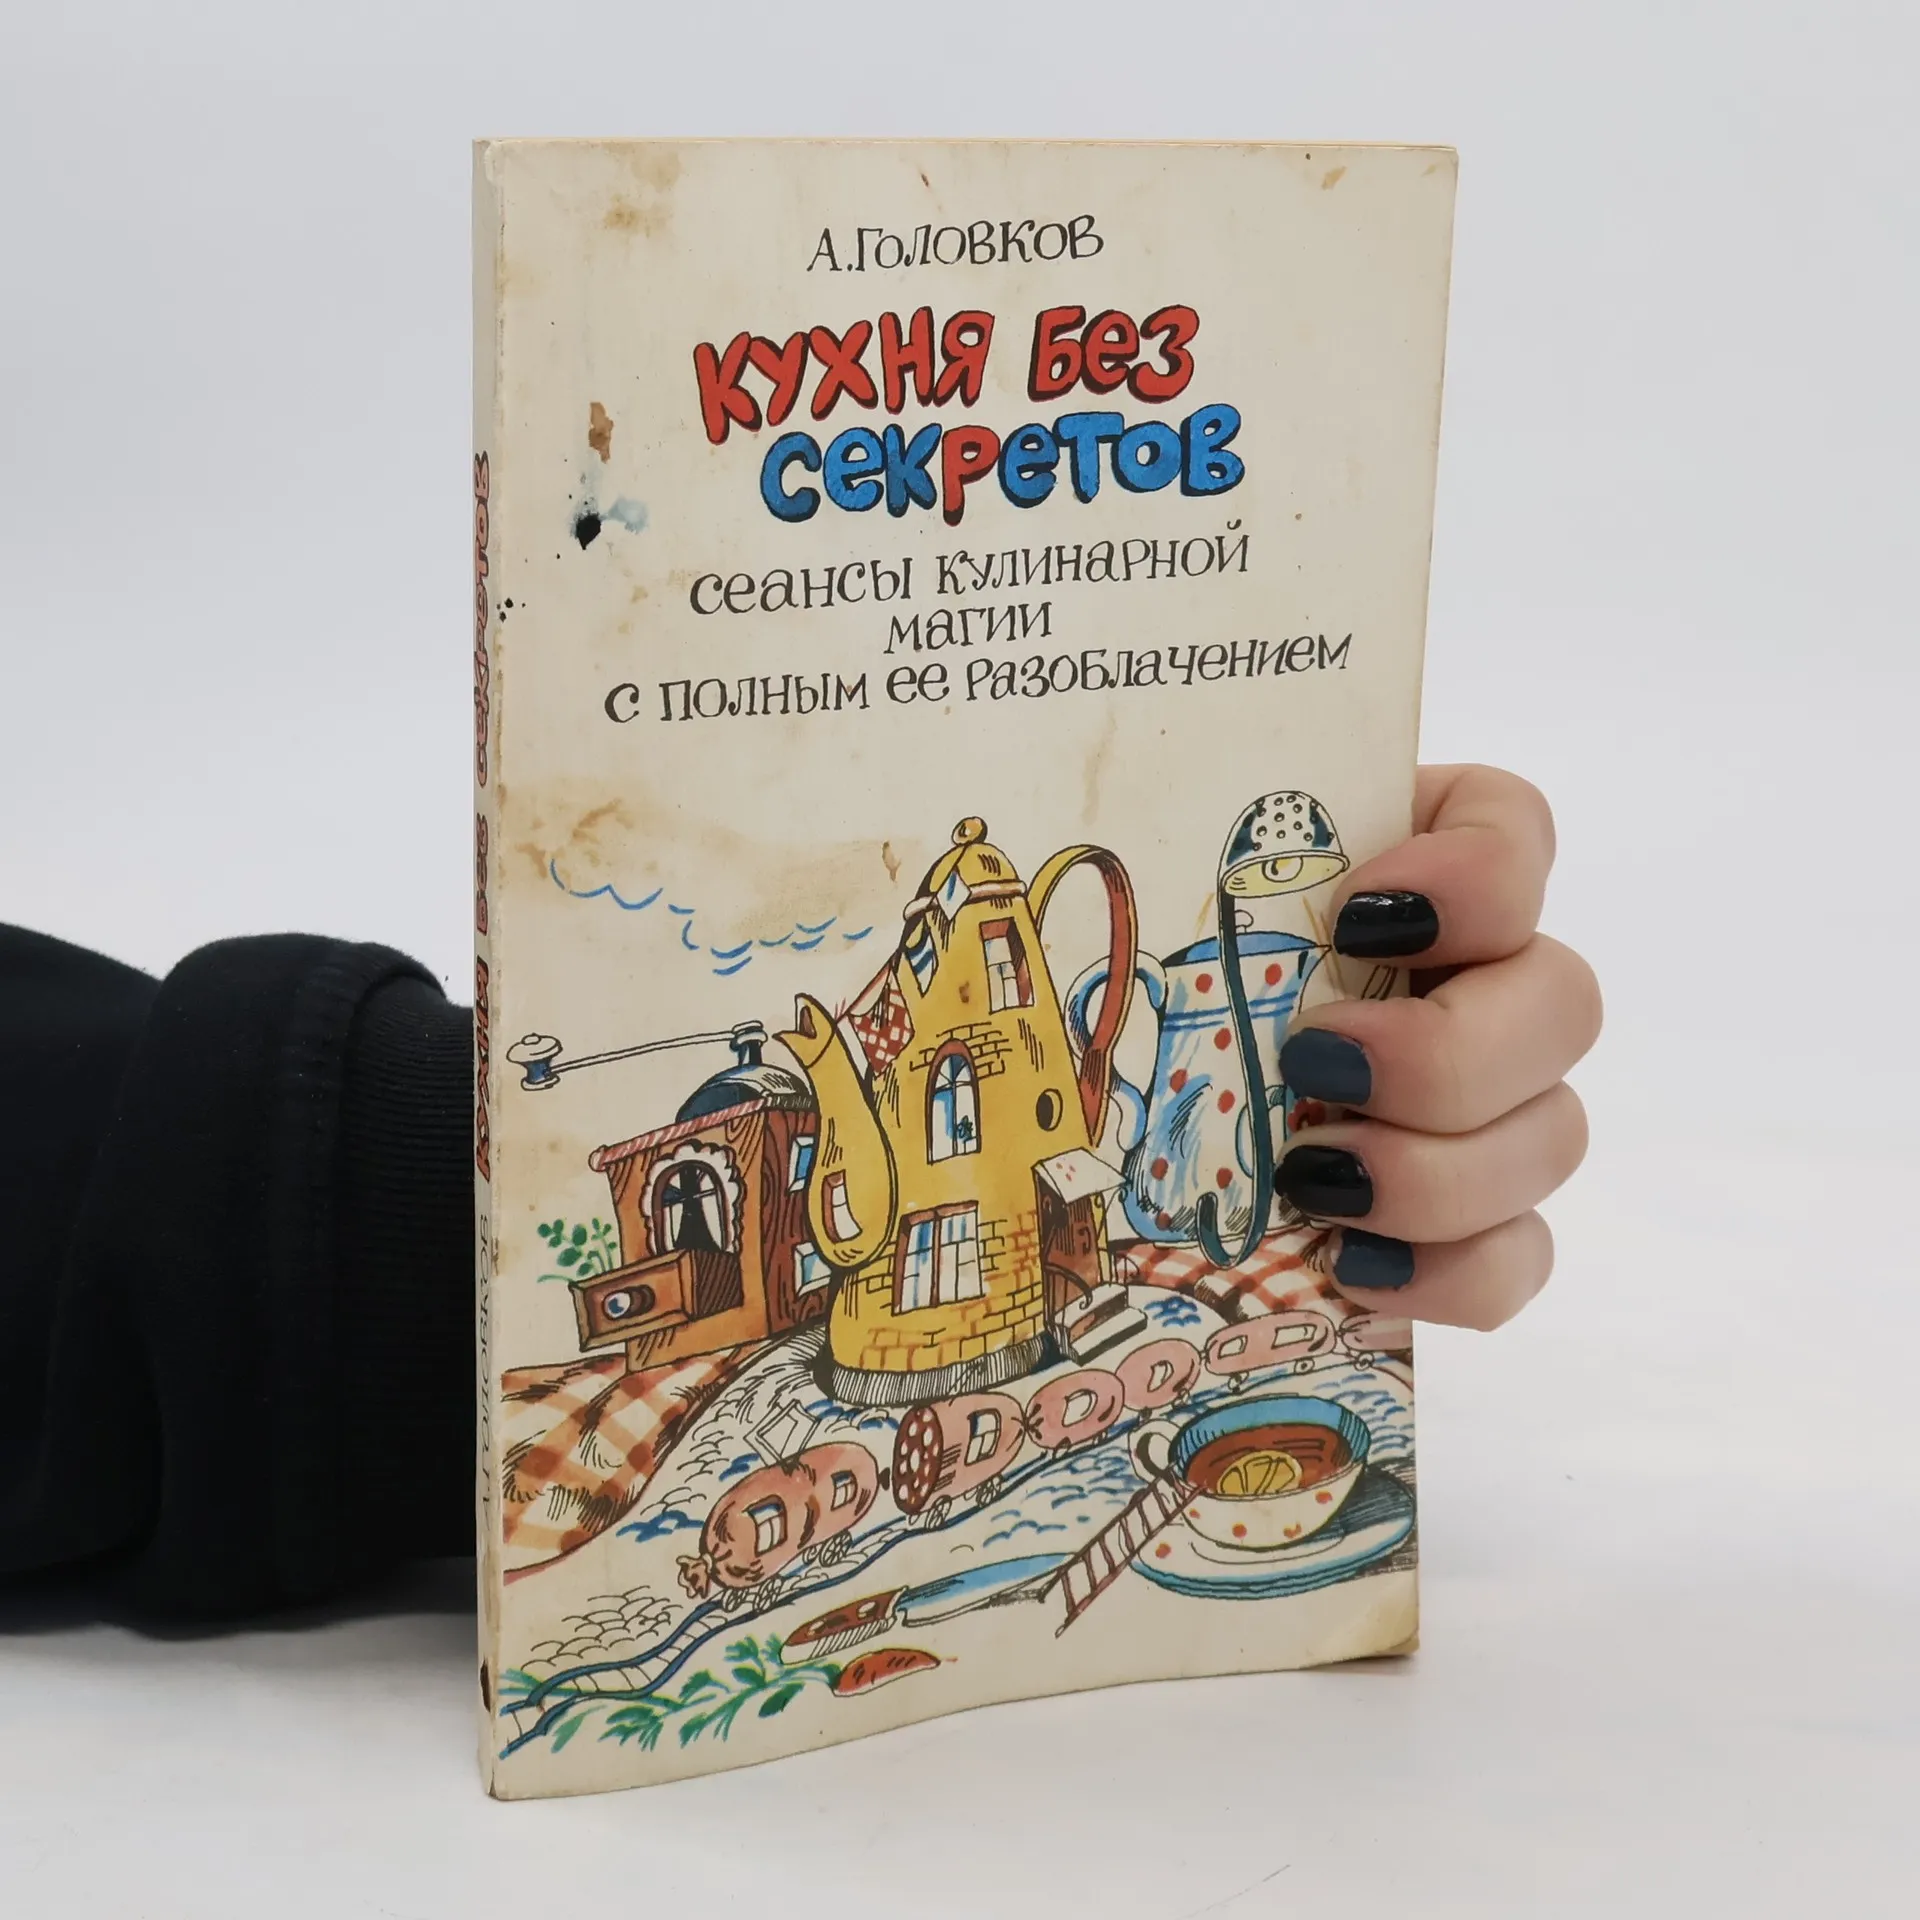 А. ГОЛОВКОВ
КУХНЯ БЕЗ
СЕКРЕТОВ
СЕАНСЫ КУЛИНАРНОЙ
МАГИИ
С ПОЛНЫМ ЕЕ РАЗОБЛАЧЕНИЕМ
А. ГОЛОВКОВ КУХНЯ БЕЗ СЕКРЕТОВ